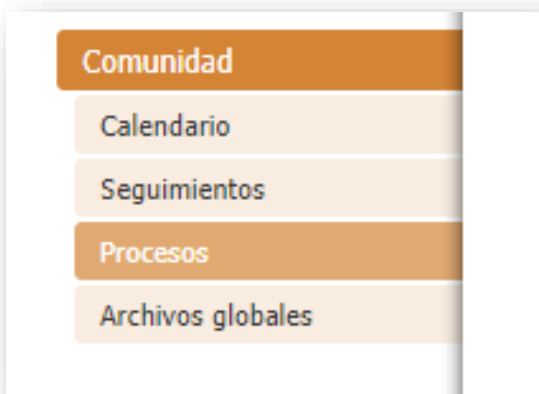 Comunidad
Calendario
Seguimientos
Procesos
Archivos globales